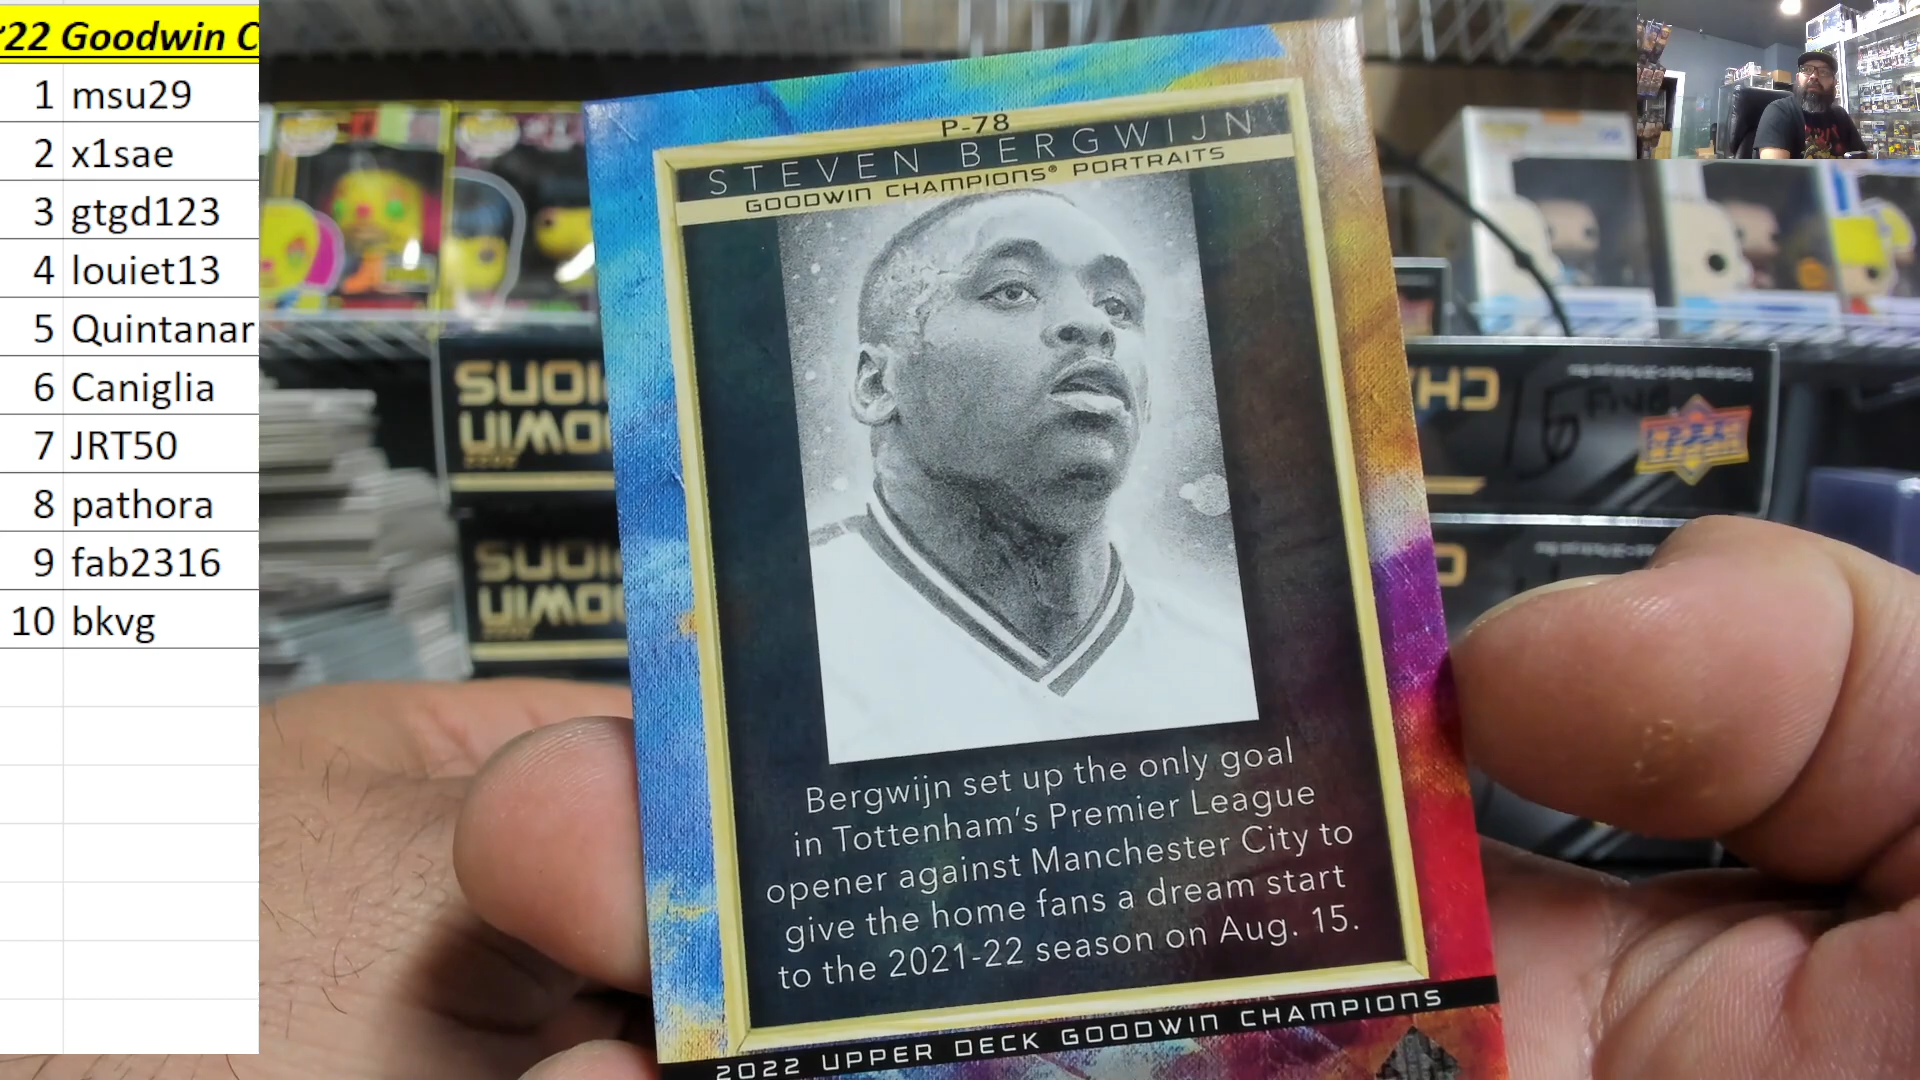 '22 Goodwin C
1 msu29
2 x1sae
3 gtgd123
4 louiet13
5 Quintanar
6 Caniglia
7 JRT50
8 pathora
9 fab2316
10 bkvg
P-78
STEVEN BERGWIJN
GOODWIN CHAMPIONS® PORTRAITS
Bergwijn set up the only goal
in Tottenham's Premier League
opener against Manchester City to
give the home fans a dream start
to the 2021-22 season on Aug. 15.
2022 UPPER DECK GOODWIN CHAMPIONS